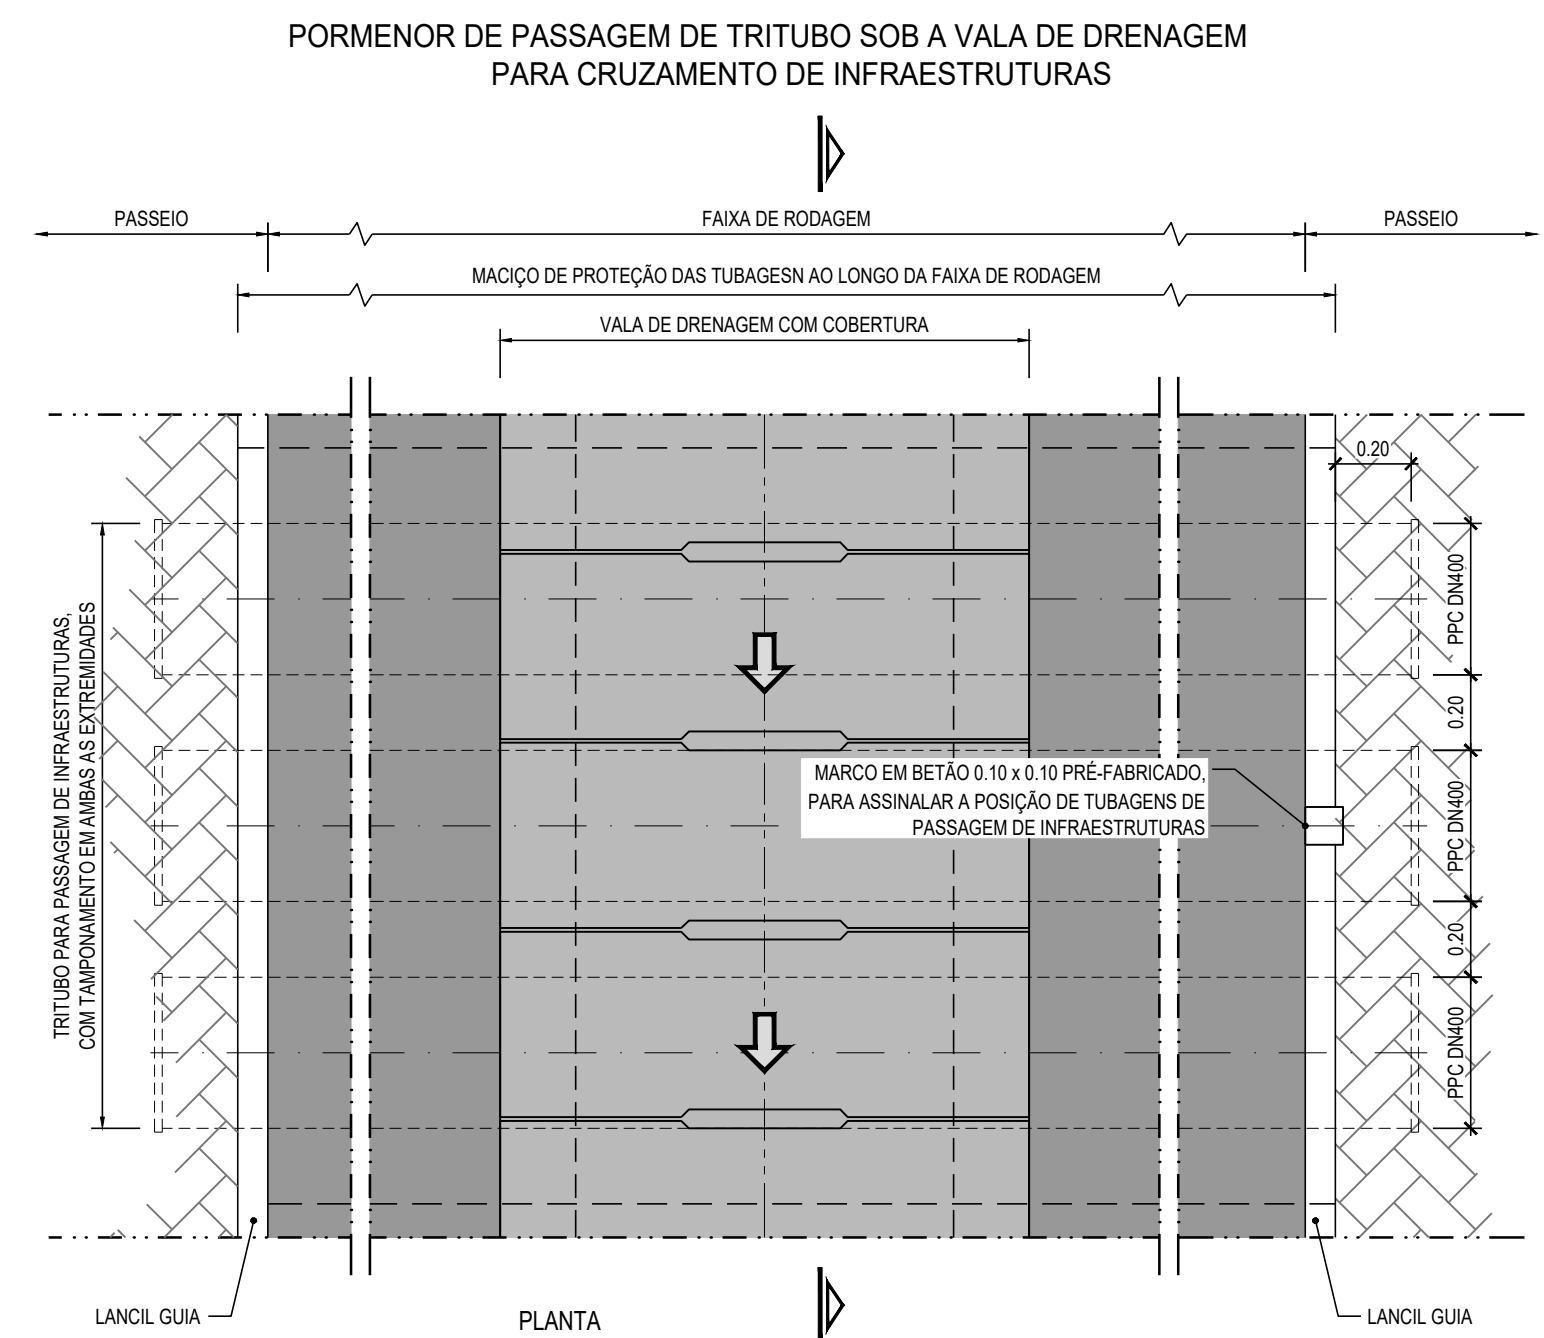 PORMENOR DE PASSAGEM DE TRITUBO SOB A VALA DE DRENAGEM
PARA CRUZAMENTO DE INFRAESTRUTURAS
PASSEIO
FAIXA DE RODAGEM
PASSEIO
MACIÇO DE PROTEÇÃO DAS TUBAGESN AO LONGO DA FAIXA DE RODAGEM
VALA DE DRENAGEM COM COBERTURA
0.20
TRITUBO PARA PASSAGEM DE INFRAESTRUTURAS,
COM TAMPONAMENTO EM AMBAS AS EXTREMIDADES
PPC DN400
0.20
MARCO EM BETÃO 0.10 x 0.10 PRÉ-FABRICADO,
PARA ASSINALAR A POSIÇÃO DE TUBAGENS DE
PASSAGEM DE INFRAESTRUTURAS
PPC DN400
0.20
PPC DN400
LANCIL GUIA
PLANTA
LANCIL GUIA